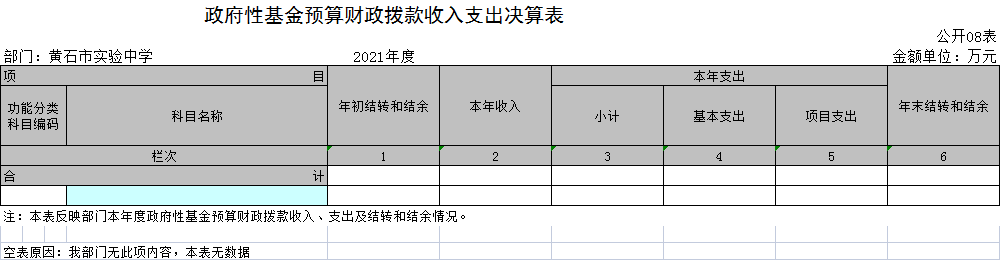 政府性基金预算财政拨款收入支出决算表
公开08表
部门：黄石市实验中学 2021年度 金额单位：万元
项 目 年初结转和结余 本年收入 本年支出 年末结转和结余
功能分类科目编码 科目名称 小计 基本支出 项目支出
栏次 1 2 3 4 5 6
合 计
注：本表反映部门本年度政府性基金预算财政拨款收入、支出及结转和结余情况。
空表原因：我部门无此项内容，本表无数据